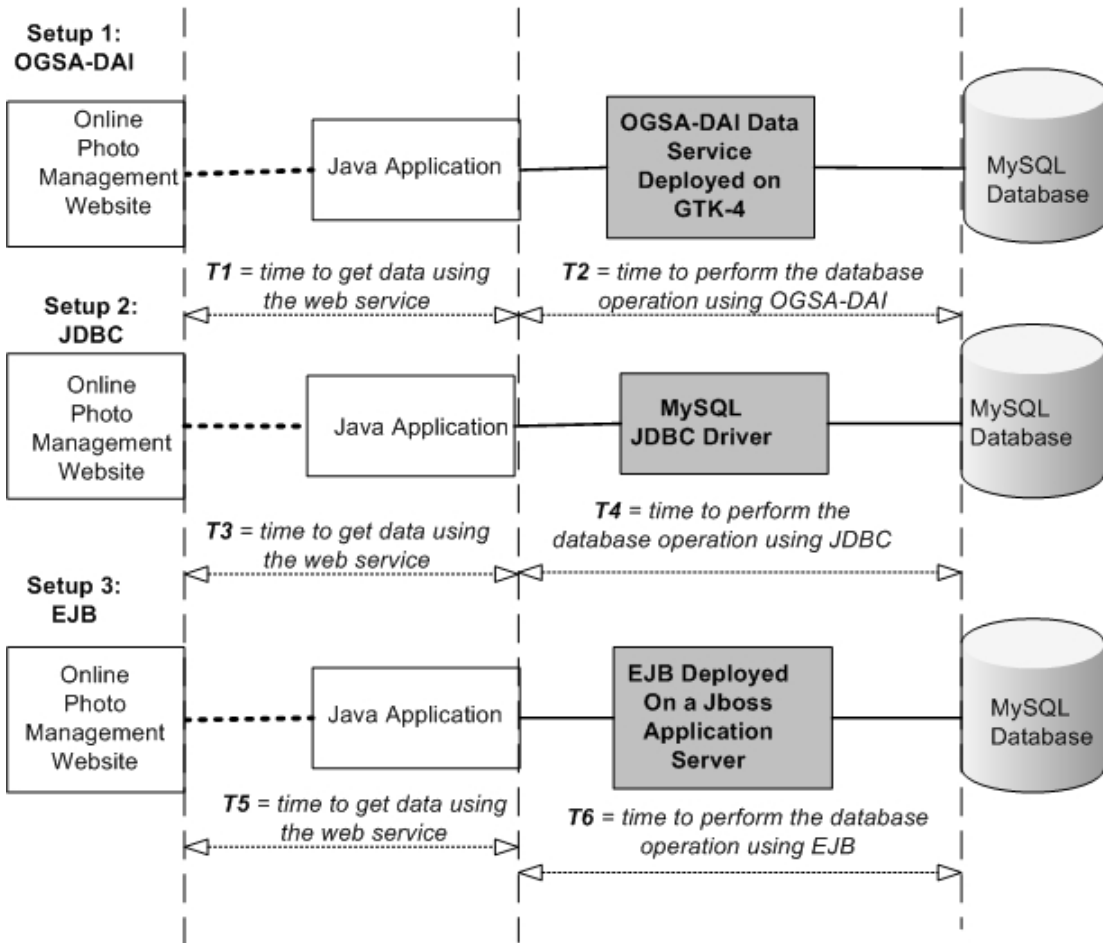 Setup 1:
OGSA-DAI
Online
Photo
Management
Website
Java Application
OGSA-DAI Data
Service
Deployed on
GTK-4
MySQL
Database
T1 = time to get data using
the web service
T2 = time to perform the database
operation using OGSA-DAI
Setup 2:
JDBC
Online
Photo
Management
Website
Java Application
MySQL
JDBC Driver
MySQL
Database
T3 = time to get data using
the web service
T4 = time to perform the
database operation using JDBC
Setup 3:
EJB
Online
Photo
Management
Website
Java Application
EJB Deployed
On a Jboss
Application
Server
MySQL
Database
T5 = time to get data using
the web service
T6 = time to perform the database
operation using EJB